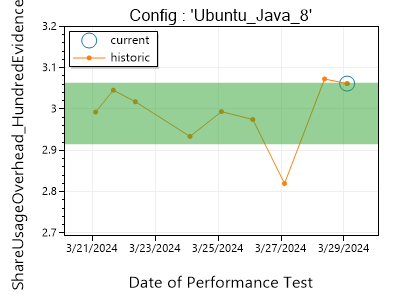 Config : 'Ubuntu_Java_8'
current
historic
3.2
3.1
3
2.9
2.8
2.7
ShareUsageOverhead_HundredEvidence
3/21/2024 3/23/2024 3/25/2024 3/27/2024 3/29/2024
Date of Performance Test